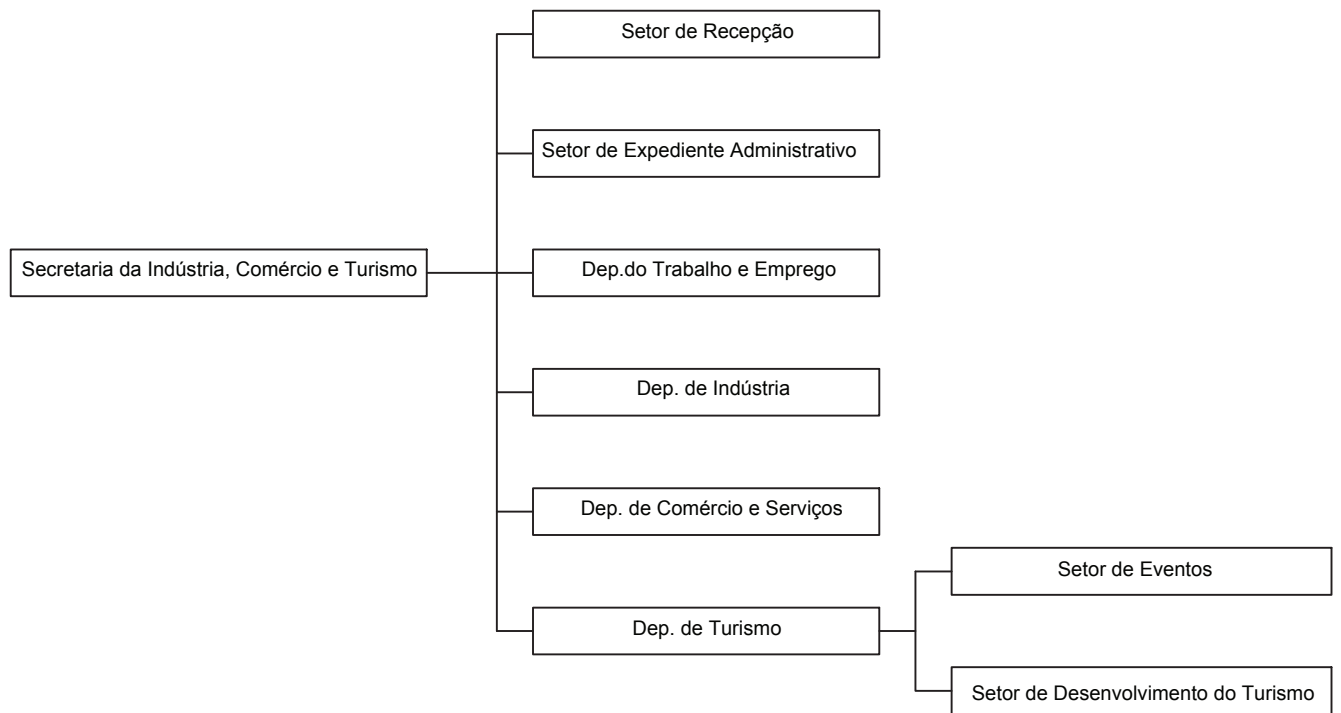 Setor de Recepção
Setor de Expediente Administrativo
Secretaria da Indústria, Comércio e Turismo
Dep.do Trabalho e Emprego
Dep. de Indústria
Dep. de Comércio e Serviços
Setor de Eventos
Dep. de Turismo
Setor de Desenvolvimento do Turismo